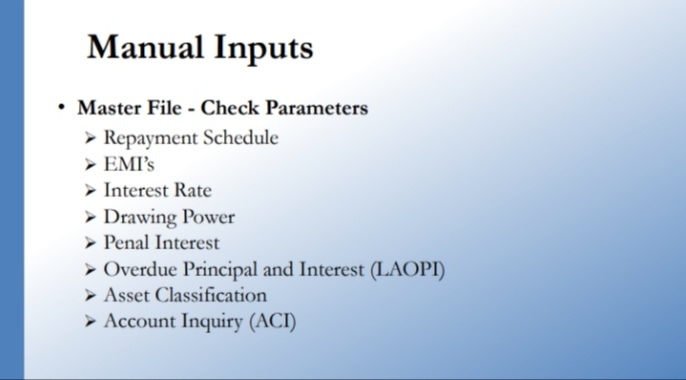 Manual Inputs
• Master File - Check Parameters
➢ Repayment Schedule
➢ EMI’s
➢ Interest Rate
➢ Drawing Power
➢ Penal Interest
➢ Overdue Principal and Interest (LAOPI)
➢ Asset Classification
➢ Account Inquiry (ACI)